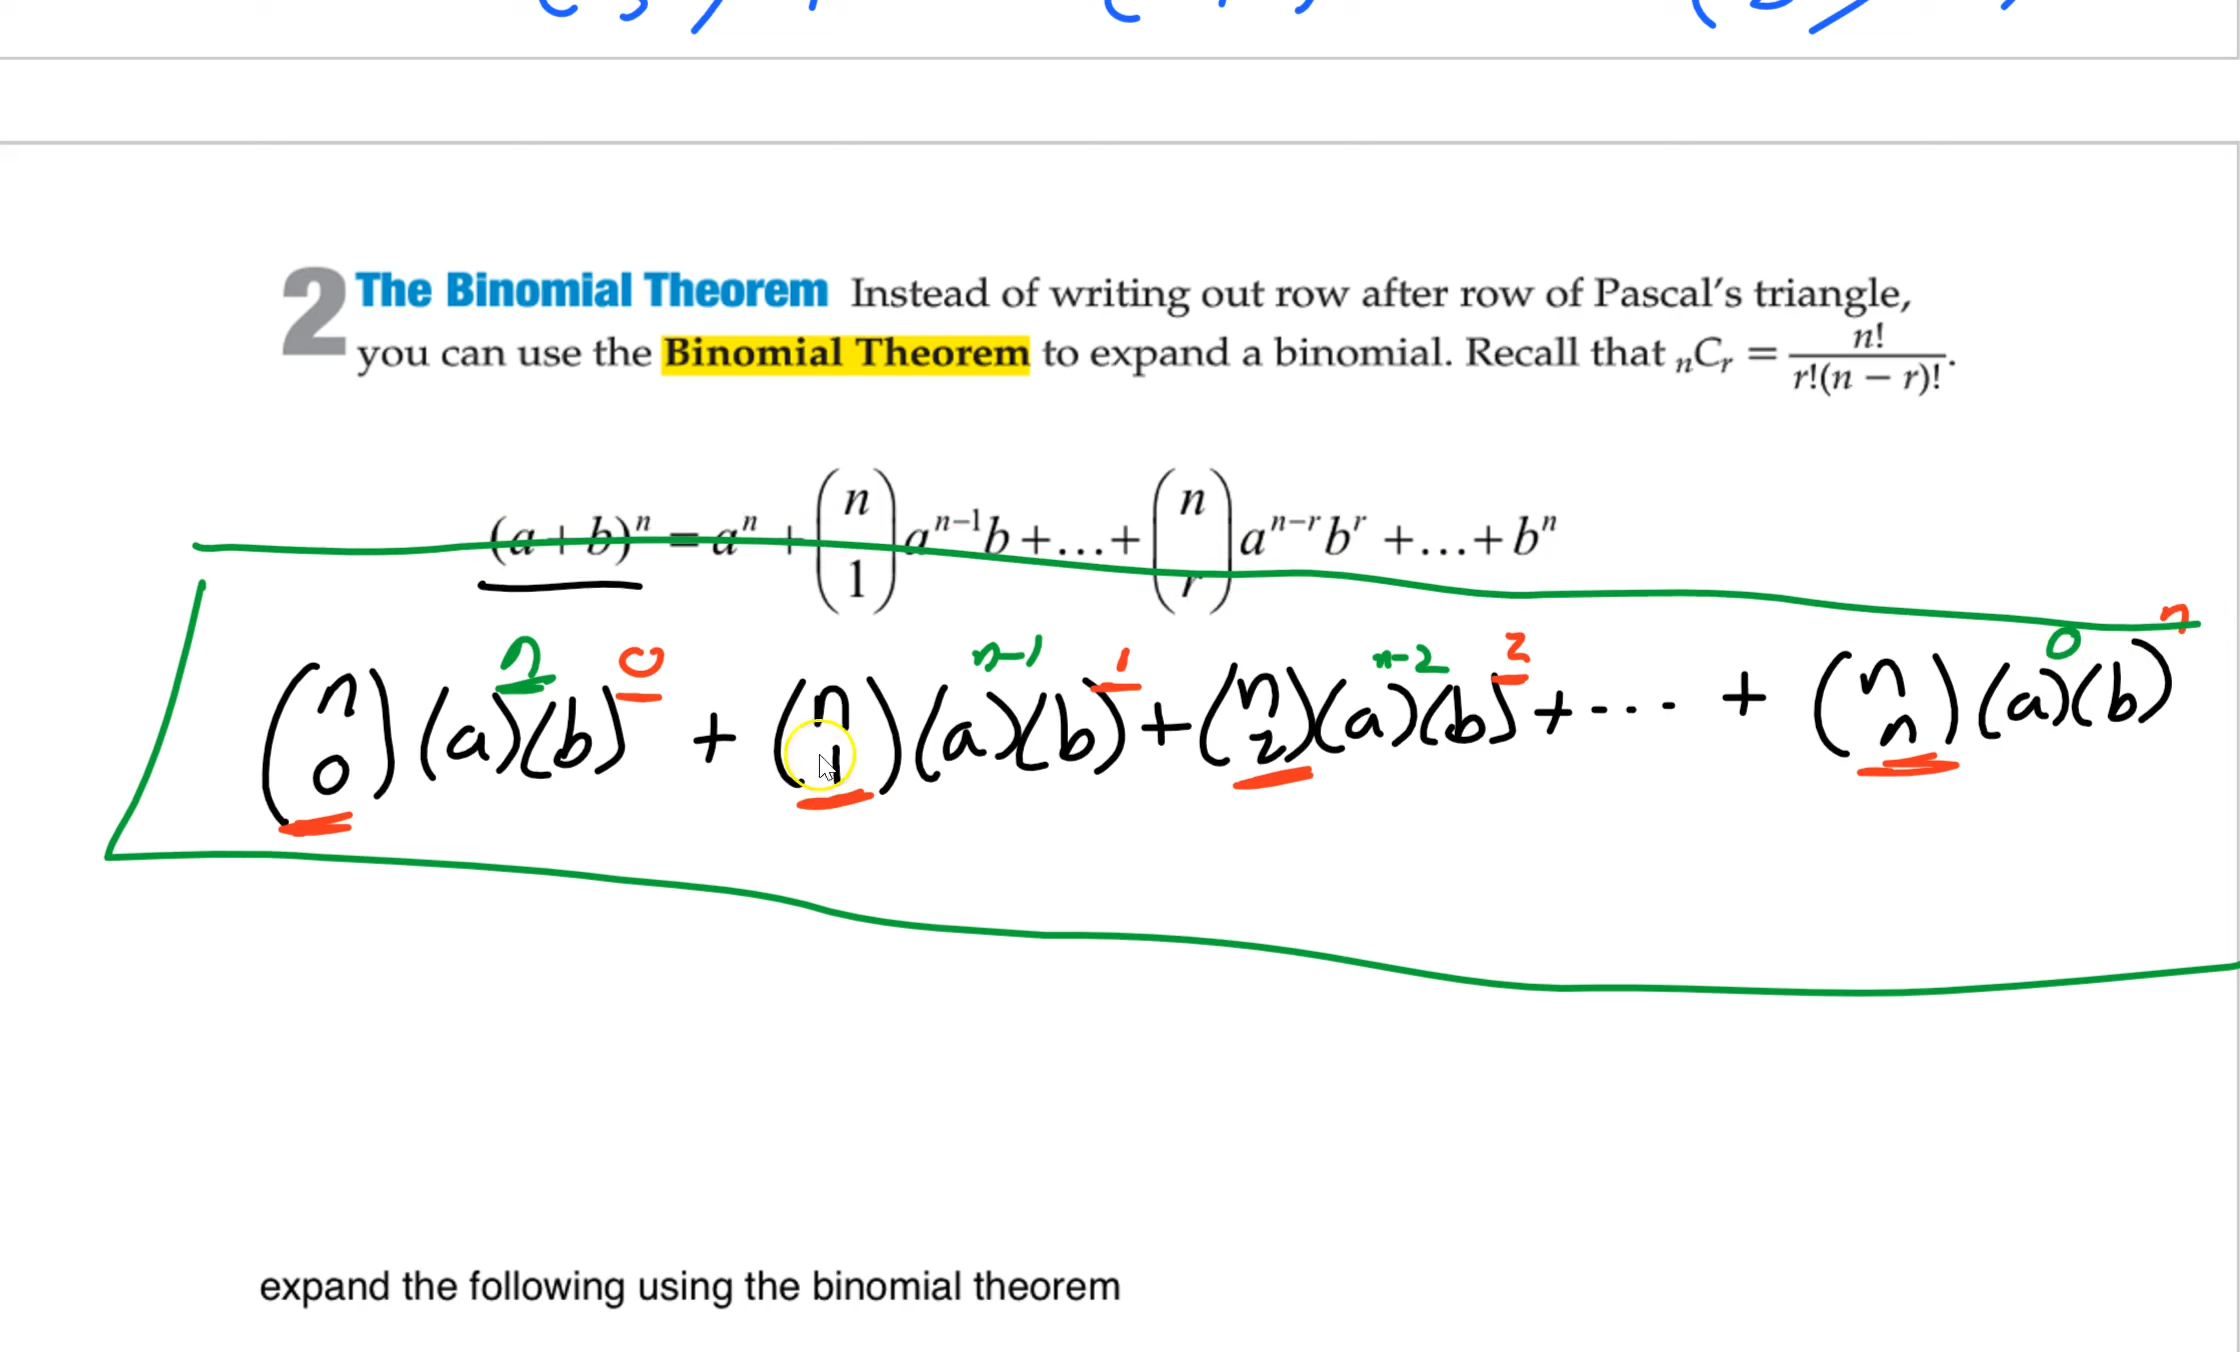 2 The Binomial Theorem Instead of writing out row after row of Pascal's triangle,
you can use the Binomial Theorem to expand a binomial. Recall that ₙCᵣ = n! / r!(n − r)!.
(a + b)ⁿ = aⁿ + (n 1) aⁿ⁻¹b + ... + (n r) aⁿ⁻ʳbʳ + ... + bⁿ
(n 0) (a)ⁿ(b)⁰ + (n 1) (a)ⁿ⁻¹(b)¹ + (n 2) (a)ⁿ⁻²(b)² + ... + (n n) (a)⁰(b)ⁿ
expand the following using the binomial theorem